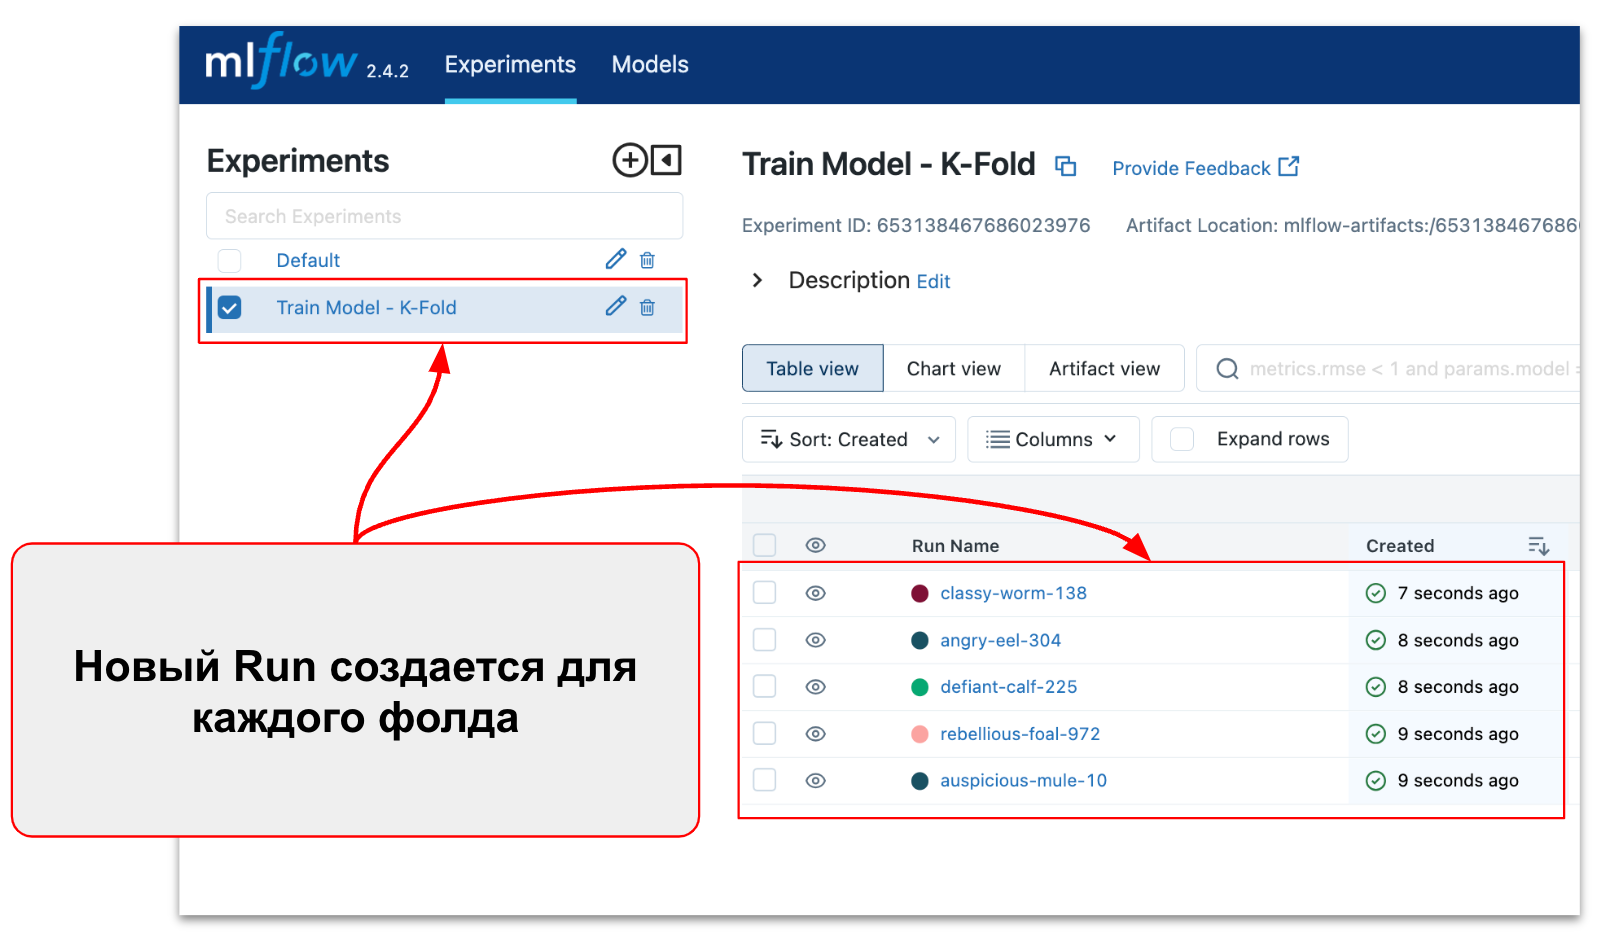 mlflow 2.4.2 Experiments Models
Experiments
Search Experiments
Default
Train Model - K-Fold
Train Model - K-Fold Provide Feedback
Experiment ID: 653138467686023976 Artifact Location: mlflow-artifacts:/653138467686
Description Edit
Table view Chart view Artifact view metrics.rmse < 1 and params.model =
Sort: Created Columns Expand rows
Run Name Created
classy-worm-138 7 seconds ago
angry-eel-304 8 seconds ago
defiant-calf-225 8 seconds ago
rebellious-foal-972 9 seconds ago
auspicious-mule-10 9 seconds ago
Новый Run создается для
каждого фолда